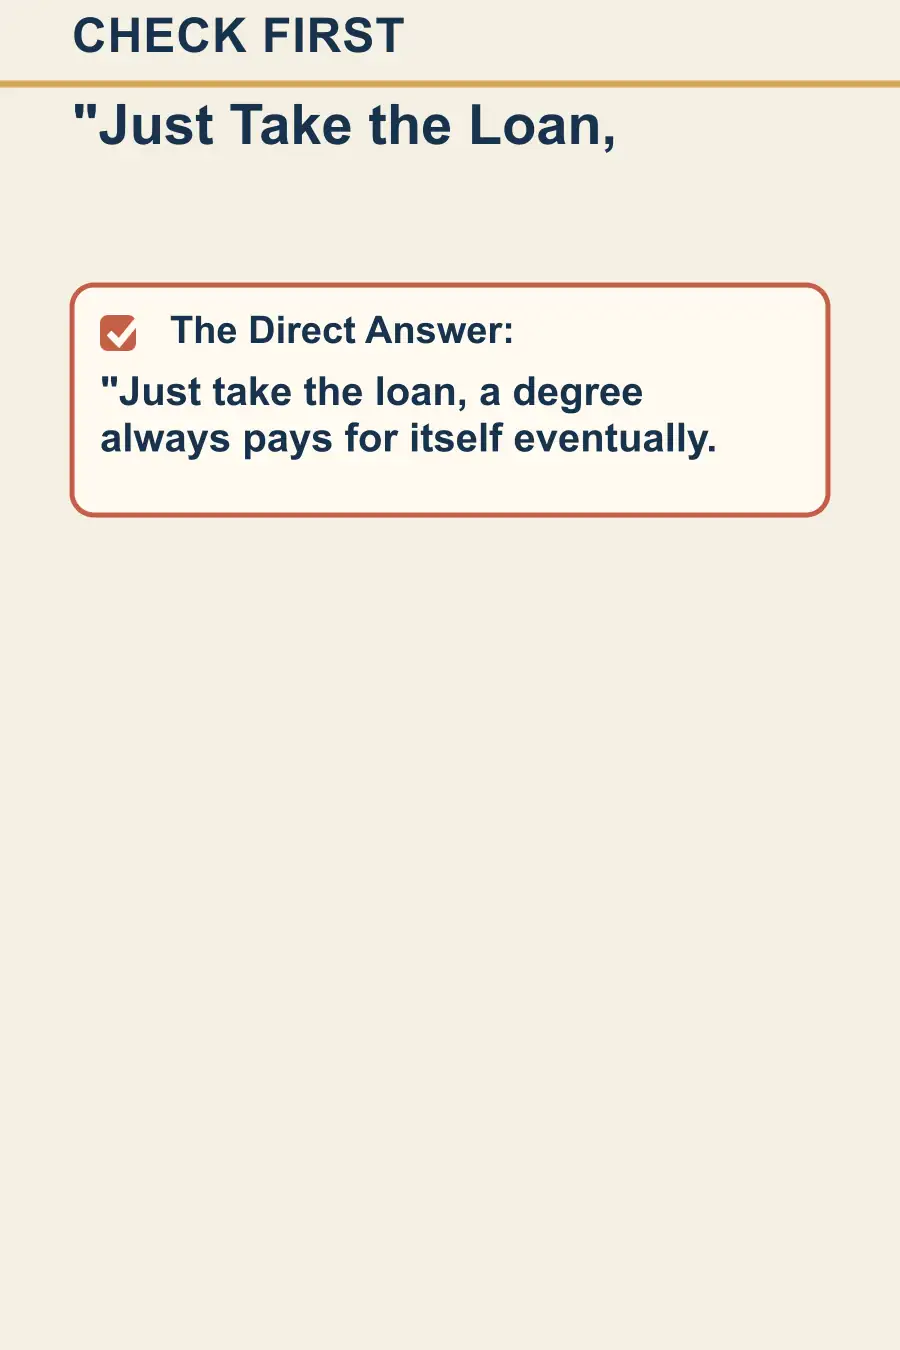 CHECK FIRST
"Just Take the Loan,
The Direct Answer:
"Just take the loan, a degree
always pays for itself eventually.